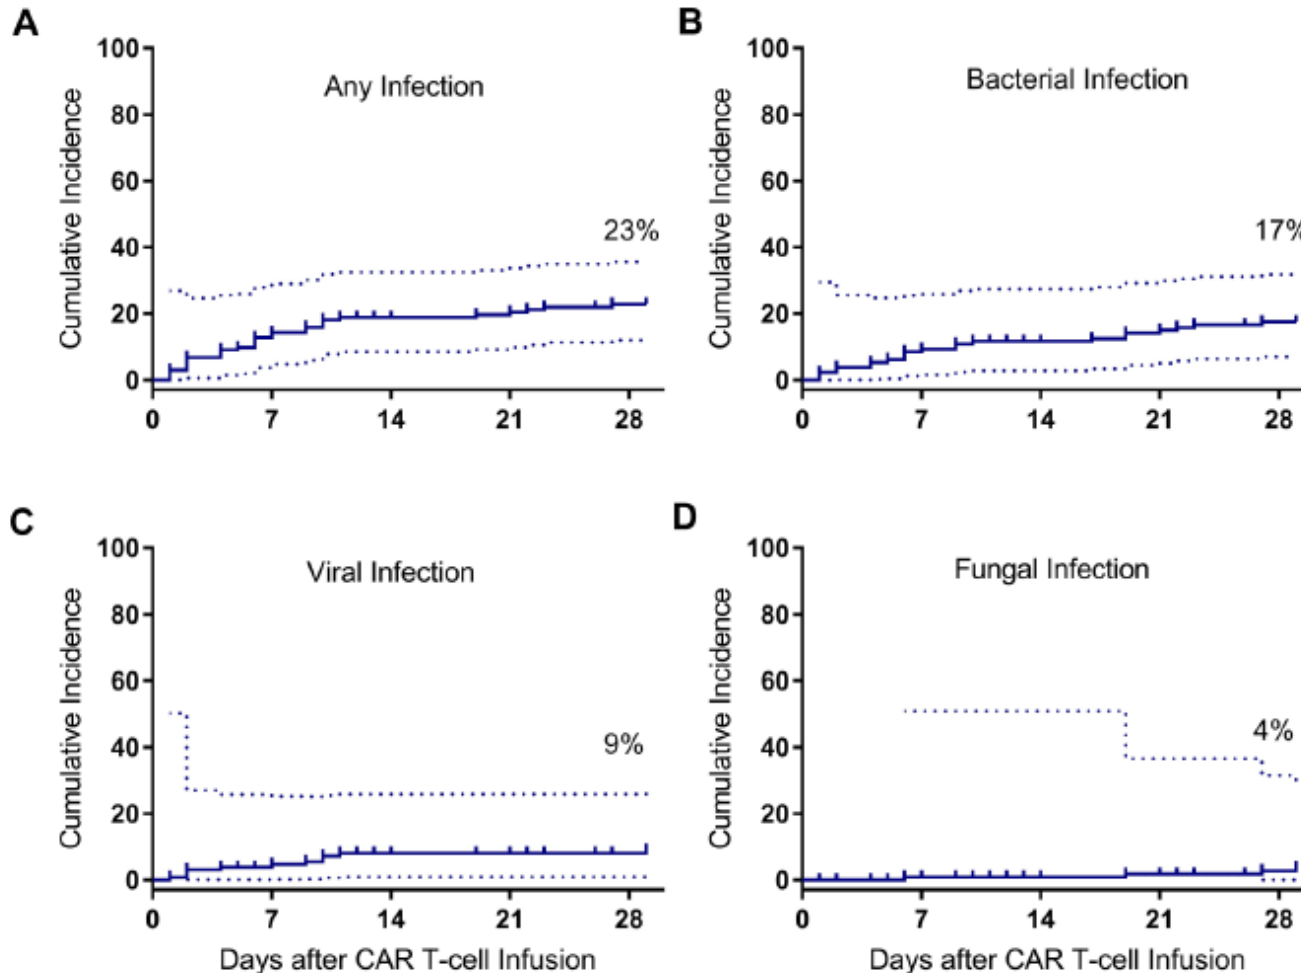 A
B
Any Infection
Bacterial Infection
Cumulative Incidence
100
80
60
40
20
0
23%
0 7 14 21 28
Cumulative Incidence
100
80
60
40
20
0
17%
0 7 14 21 28
C
D
Viral Infection
Fungal Infection
Cumulative Incidence
100
80
60
40
20
0
9%
0 7 14 21 28
Days after CAR T-cell Infusion
Cumulative Incidence
100
80
60
40
20
0
4%
0 7 14 21 28
Days after CAR T-cell Infusion